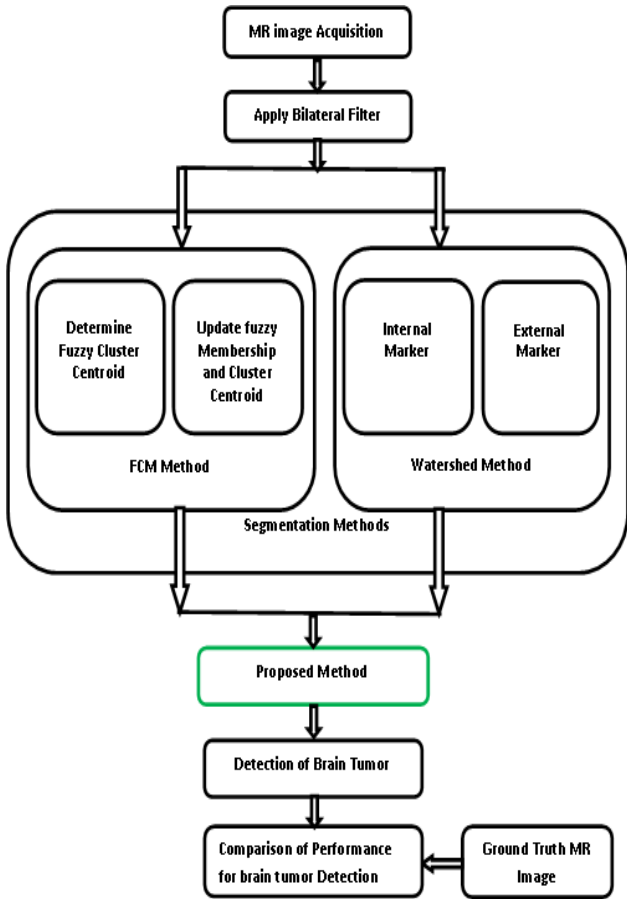 MR image Acquisition
Apply Bilateral Filter
Determine
Fuzzy Cluster
Centroid
Update fuzzy
Membership
and Cluster
Centroid
FCM Method
Internal
Marker
External
Marker
Watershed Method
Segmentation Methods
Proposed Method
Detection of Brain Tumor
Comparison of Performance
for brain tumor Detection
Ground Truth MR
Image